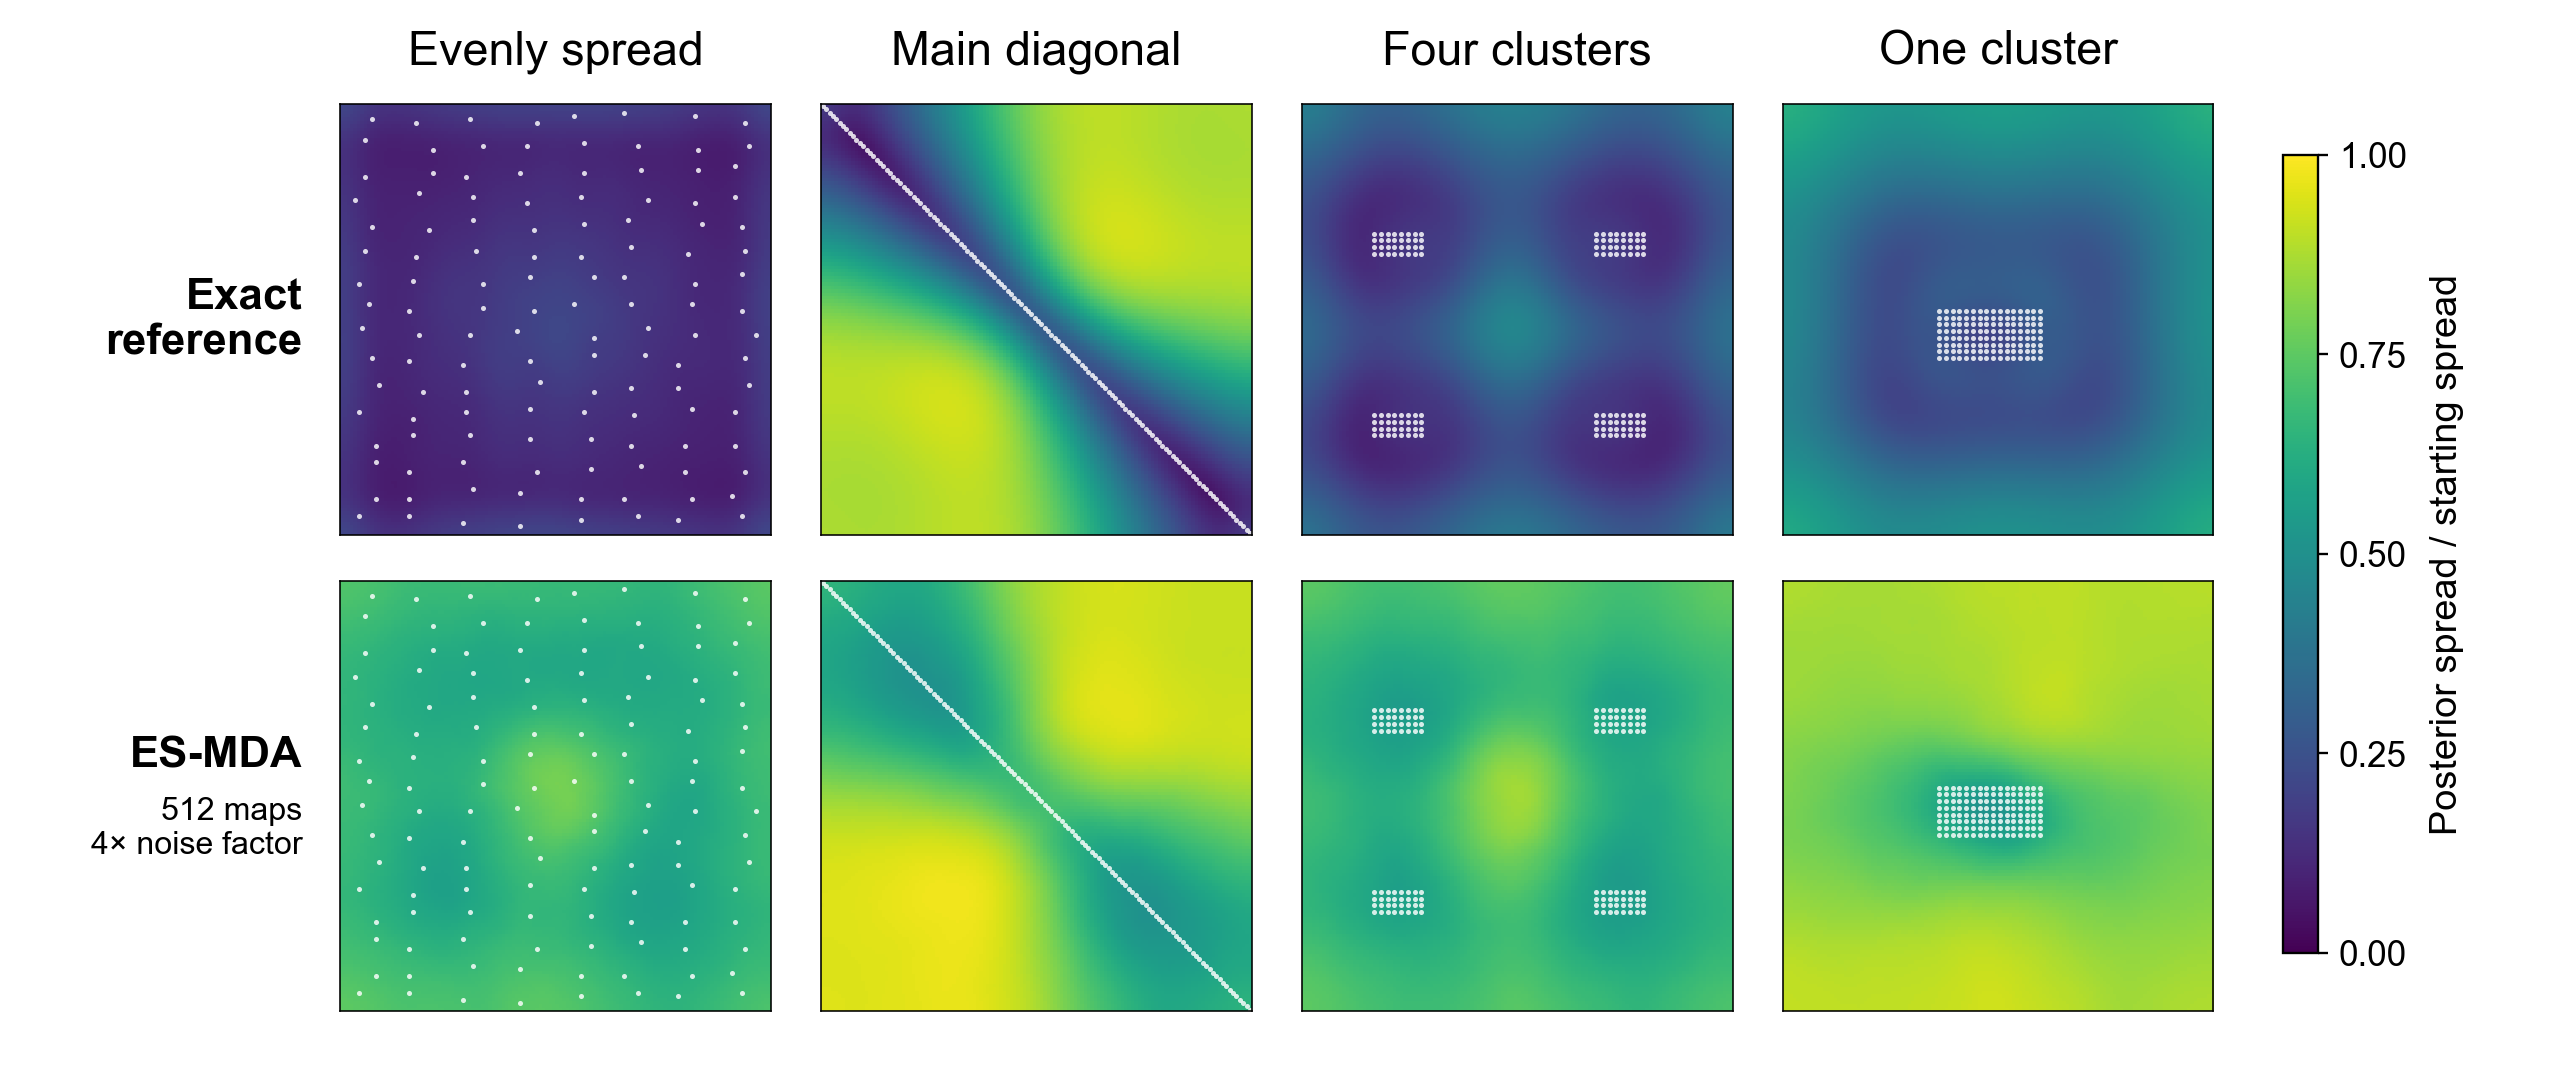 Evenly spread
Main diagonal
Four clusters
One cluster
Exact
reference
ES-MDA
512 maps
4× noise factor
1.00
0.75
0.50
0.25
0.00
Posterior spread / starting spread